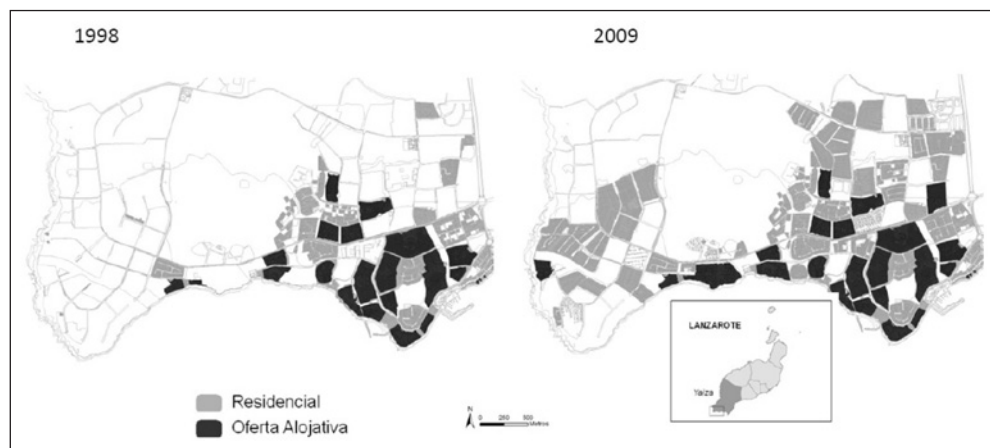 1998
2009
LANZAROTE
Yaiza
Residencial
Oferta Alojativa
N
0 250 500
Metros